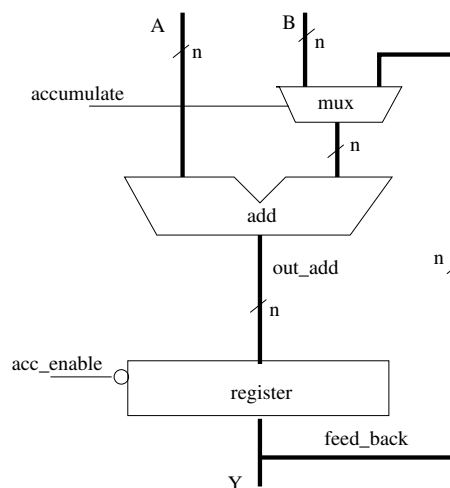 A
B
n
n
accumulate
mux
n
add
out_add
n
n
acc_enable
register
feed_back
Y